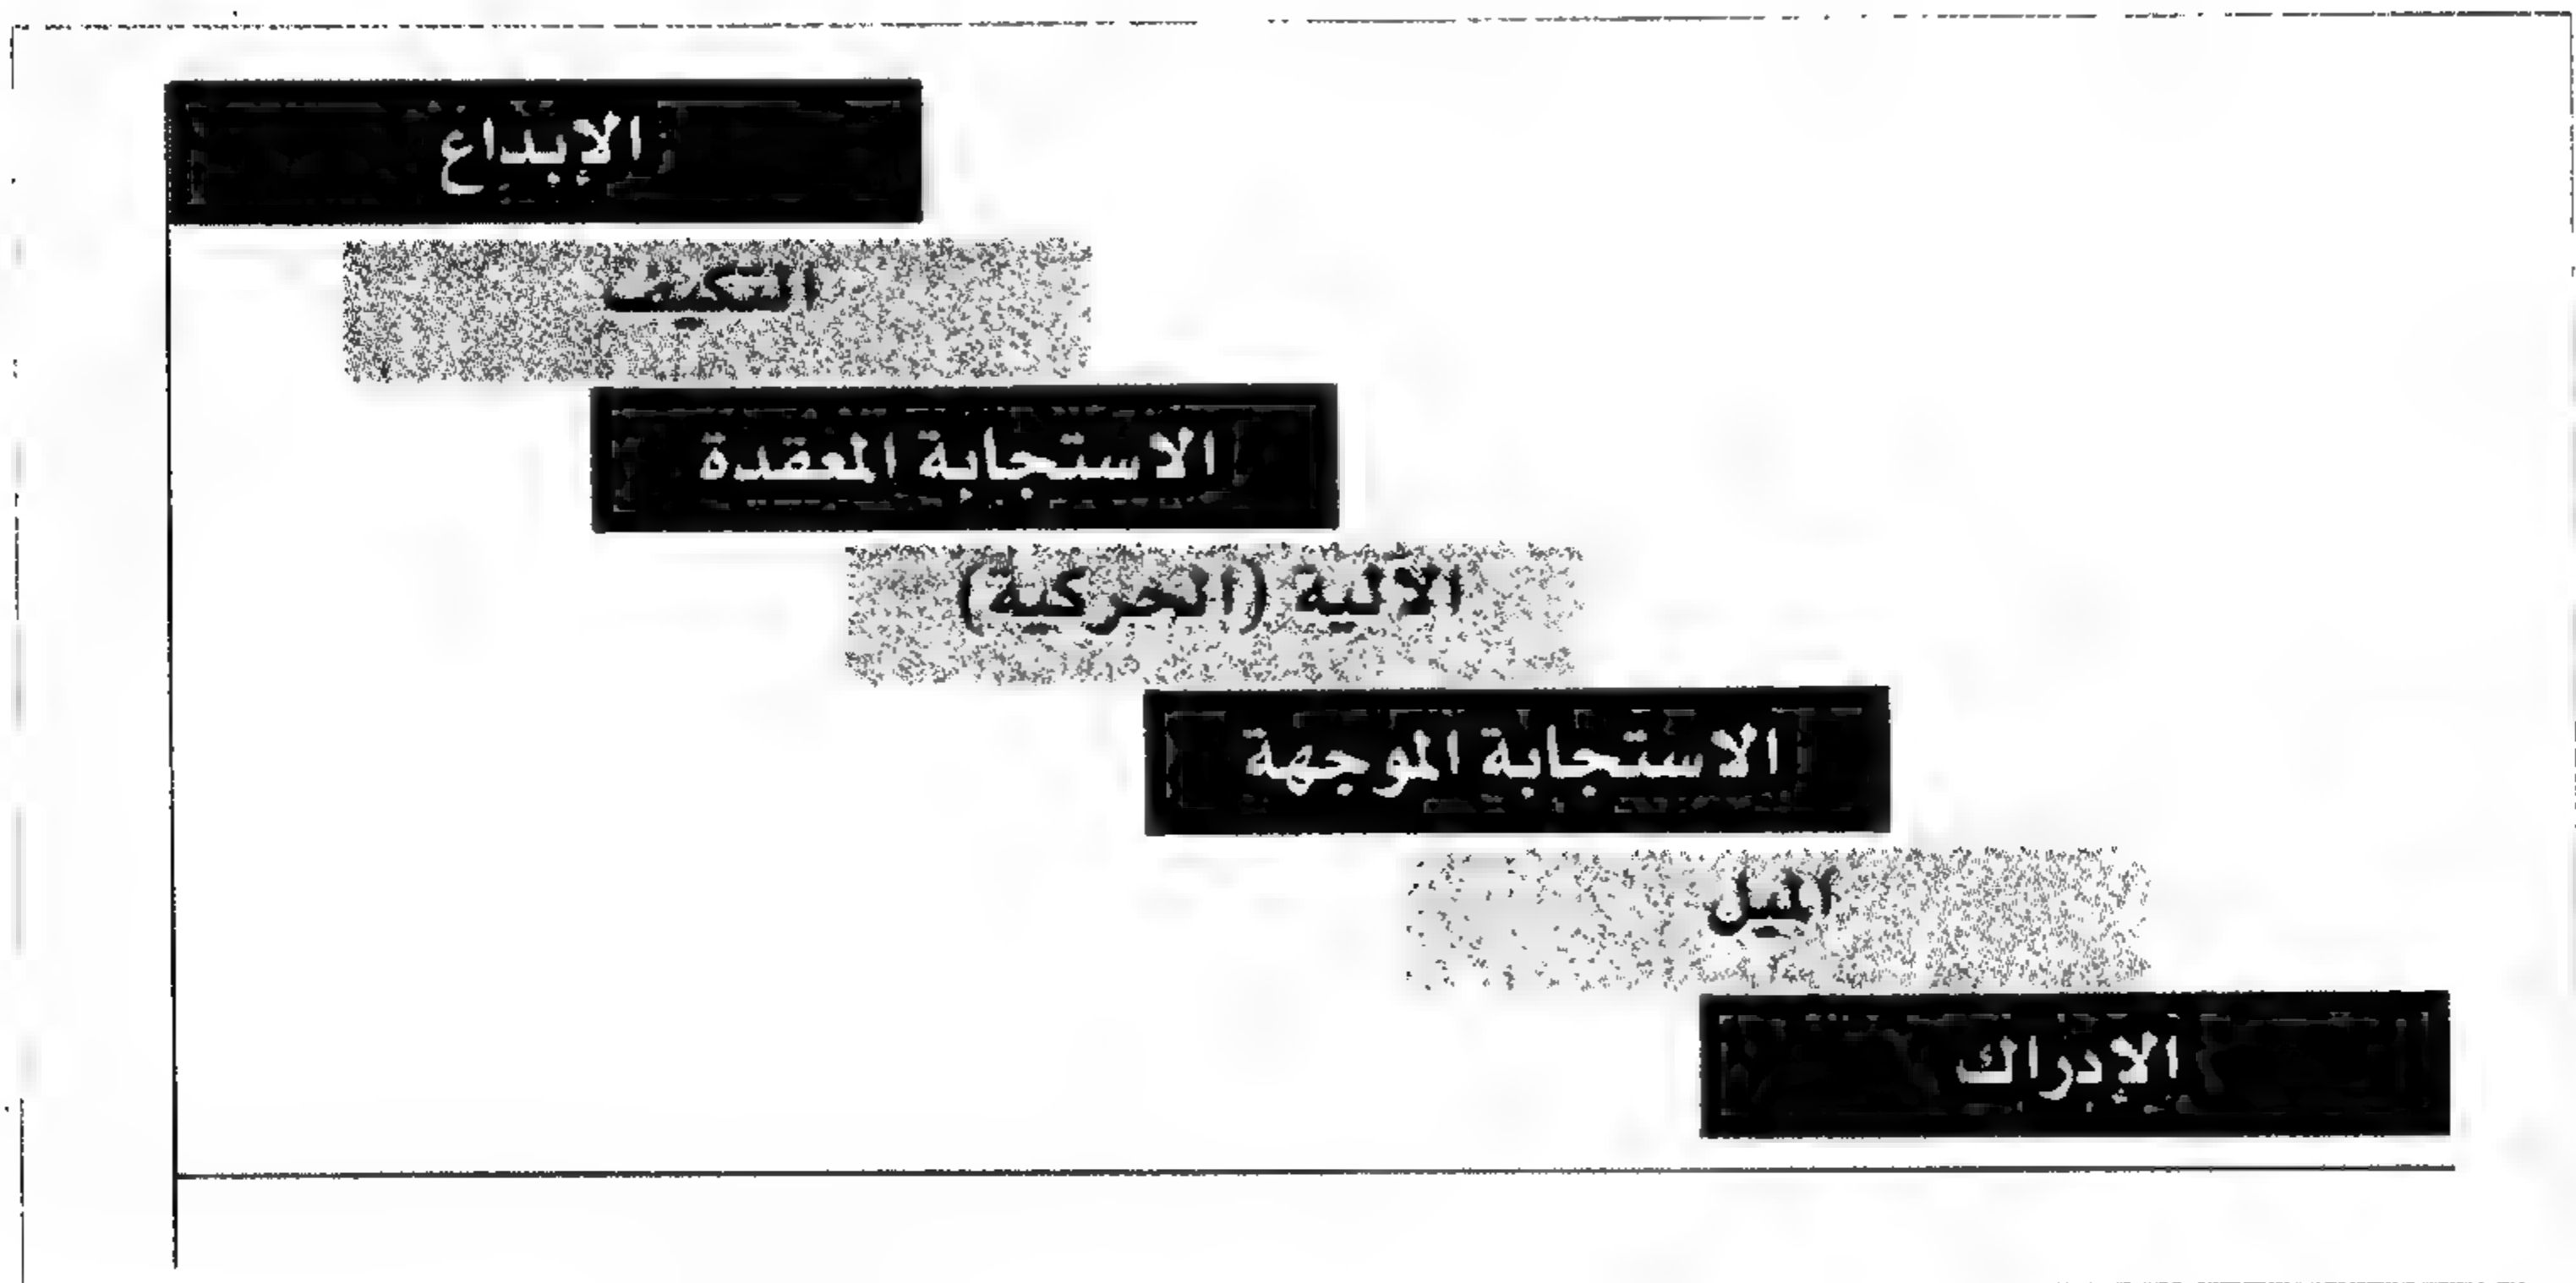 الإبداع
التكيف
الاستجابة المعقدة
الآلية (الحركية)
الاستجابة الموجهة
الميل
الإدراك